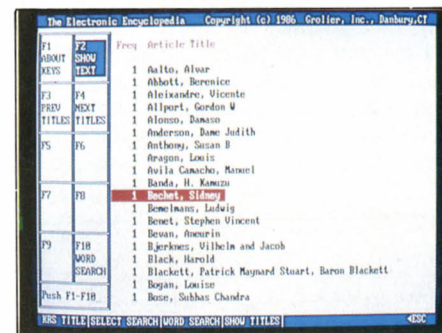 The Electronic Encyclopedia Copyright (c) 1986 Grolier, Inc., Danbury,CT
F1 ABOUT KEYS
F2 SHOW TEXT
F3 PREV TITLES
F4 NEXT TITLES
F5
F6
F7
F8
F9
F10 WORD SEARCH
Push F1-F10
Freq Article Title
1 Aalto, Alvar
1 Abbott, Berenice
1 Aleixandre, Vicente
1 Allport, Gordon W
1 Alonso, Damaso
1 Anderson, Dame Judith
1 Anthony, Susan B
1 Aragon, Louis
1 Avila Camacho, Manuel
1 Banda, H. Kamuzu
1 Bechet, Sidney
1 Bemelmans, Ludwig
1 Benet, Stephen Vincent
1 Bevan, Aneurin
1 Bjerknes, Vilhelm and Jacob
1 Black, Harold
1 Blackett, Patrick Maynard Stuart, Baron Blackett
1 Bogan, Louise
1 Bose, Subhas Chandra
KRS TITLE|SELECT SEARCH|WORD SEARCH|SHOW TITLES| ◄ESC